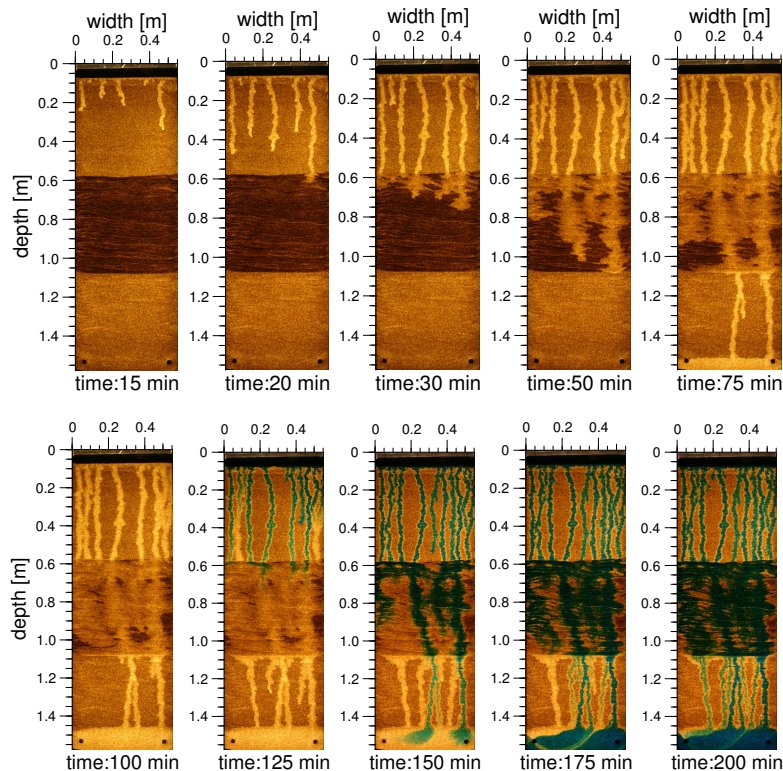 width [m] width [m] width [m] width [m] width [m]
0 0.2 0.4 0 0.2 0.4 0 0.2 0.4 0 0.2 0.4 0 0.2 0.4
0 0 0 0 0
0.2 0.2 0.2 0.2 0.2
0.4 0.4 0.4 0.4 0.4
0.6 0.6 0.6 0.6 0.6
depth [m]
0.8 0.8 0.8 0.8 0.8
1.0 1.0 1.0 1.0 1.0
1.2 1.2 1.2 1.2 1.2
1.4 1.4 1.4 1.4 1.4
time:15 min time:20 min time:30 min time:50 min time:75 min
0 0.2 0.4 0 0.2 0.4 0 0.2 0.4 0 0.2 0.4 0 0.2 0.4
0 0 0 0 0
0.2 0.2 0.2 0.2 0.2
0.4 0.4 0.4 0.4 0.4
0.6 0.6 0.6 0.6 0.6
depth [m]
0.8 0.8 0.8 0.8 0.8
1.0 1.0 1.0 1.0 1.0
1.2 1.2 1.2 1.2 1.2
1.4 1.4 1.4 1.4 1.4
time:100 min time:125 min time:150 min time:175 min time:200 min